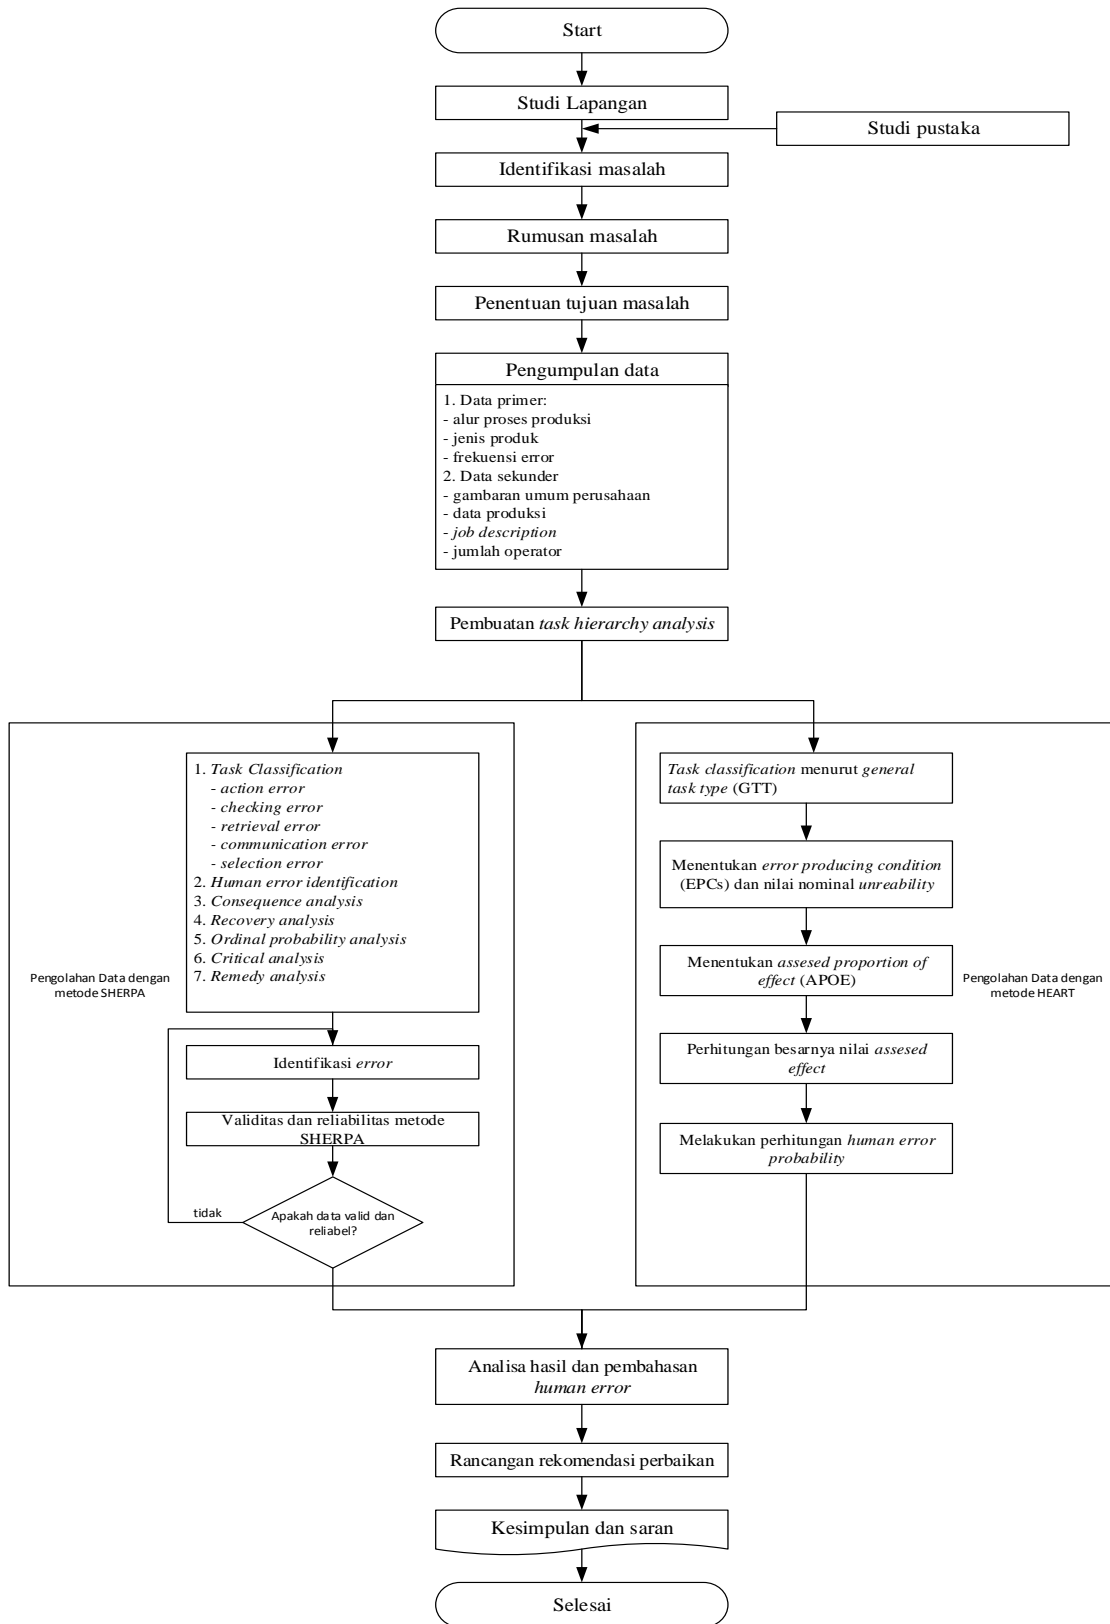 Start
Studi Lapangan
Studi pustaka
Identifikasi masalah
Rumusan masalah
Penentuan tujuan masalah
Pengumpulan data
1. Data primer:
- alur proses produksi
- jenis produk
- frekuensi error
2. Data sekunder
- gambaran umum perusahaan
- data produksi
- job description
- jumlah operator
Pembuatan task hierarchy analysis
Pengolahan Data dengan
metode SHERPA
1. Task Classification
- action error
- checking error
- retrieval error
- communication error
- selection error
2. Human error identification
3. Consequence analysis
4. Recovery analysis
5. Ordinal probability analysis
6. Critical analysis
7. Remedy analysis
Identifikasi error
Validitas dan reliabilitas metode
SHERPA
Apakah data valid dan
reliabel?
tidak
Task classification menurut general
task type (GTT)
Menentukan error producing condition
(EPCs) dan nilai nominal unreability
Menentukan assesed proportion of
effect (APOE)
Perhitungan besarnya nilai assesed
effect
Melakukan perhitungan human error
probability
Pengolahan Data dengan
metode HEART
Analisa hasil dan pembahasan
human error
Rancangan rekomendasi perbaikan
Kesimpulan dan saran
Selesai